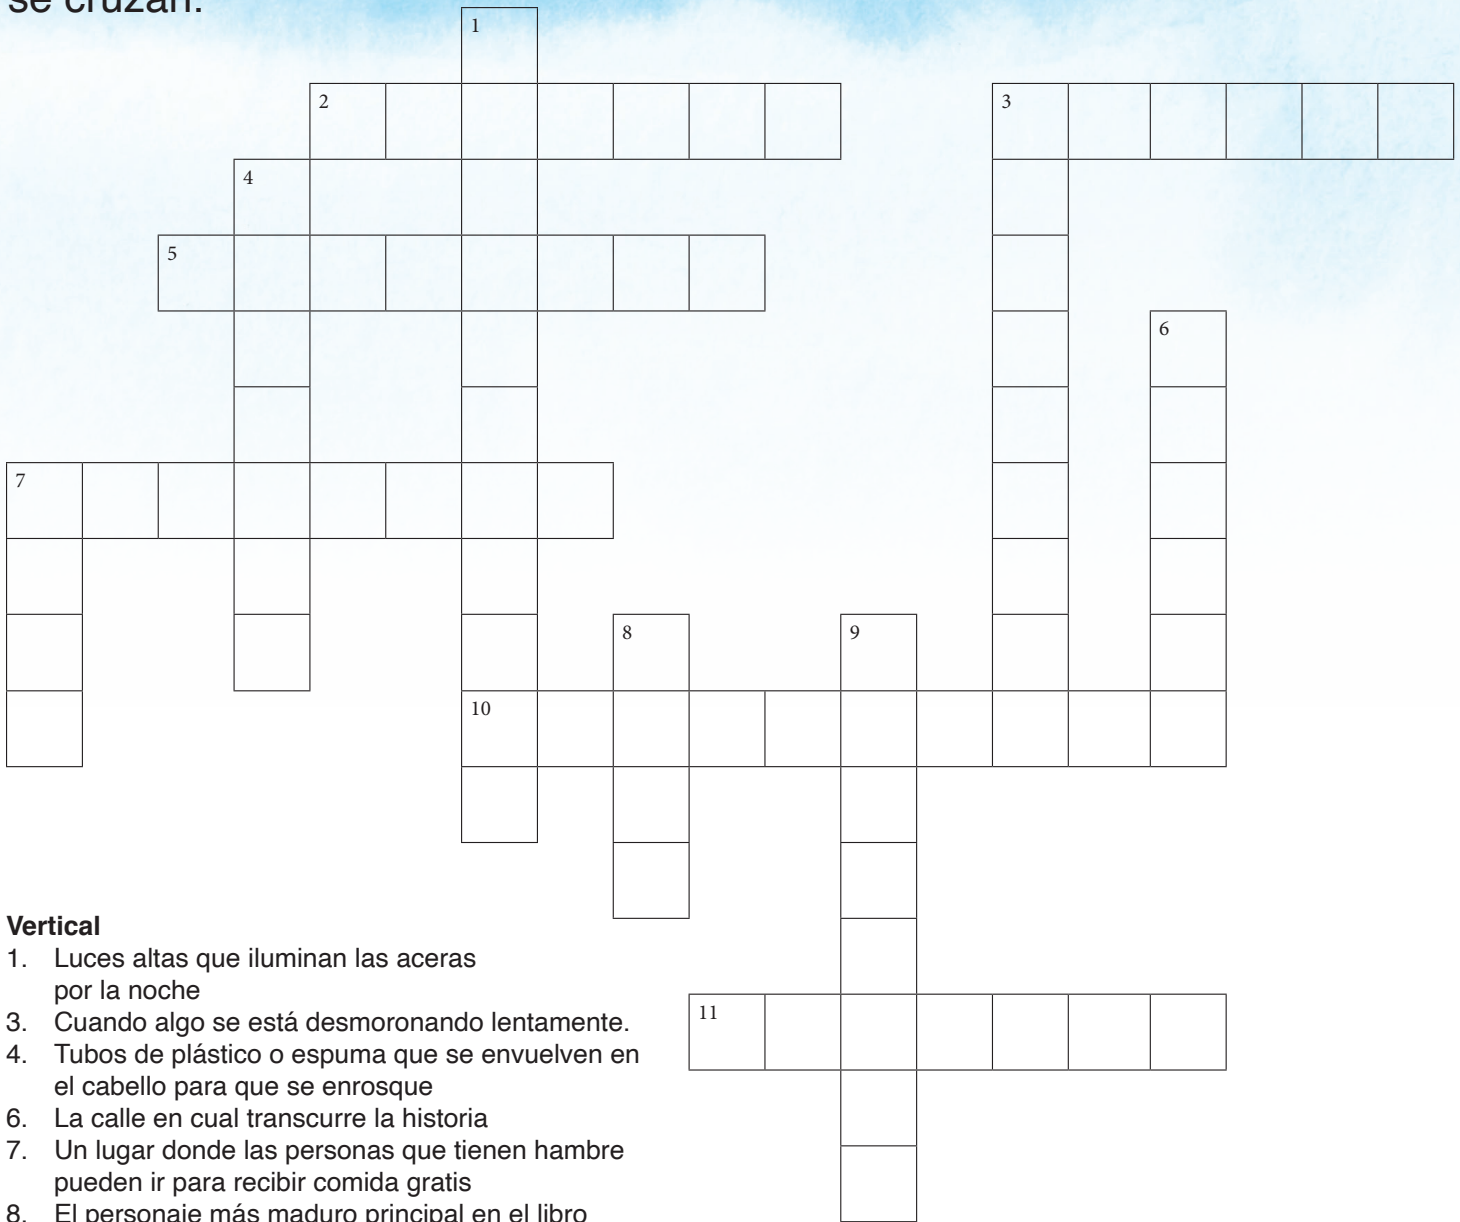 se cruzan.
1
2
3
4
5
6
7
8
9
10
11
Vertical
1. Luces altas que iluminan las aceras
por la noche
3. Cuando algo se está desmoronando lentamente.
4. Tubos de plástico o espuma que se envuelven en
el cabello para que se enrosque
6. La calle en cual transcurre la historia
7. Un lugar donde las personas que tienen hambre
pueden ir para recibir comida gratis
8. El personaje más maduro principal en el libro